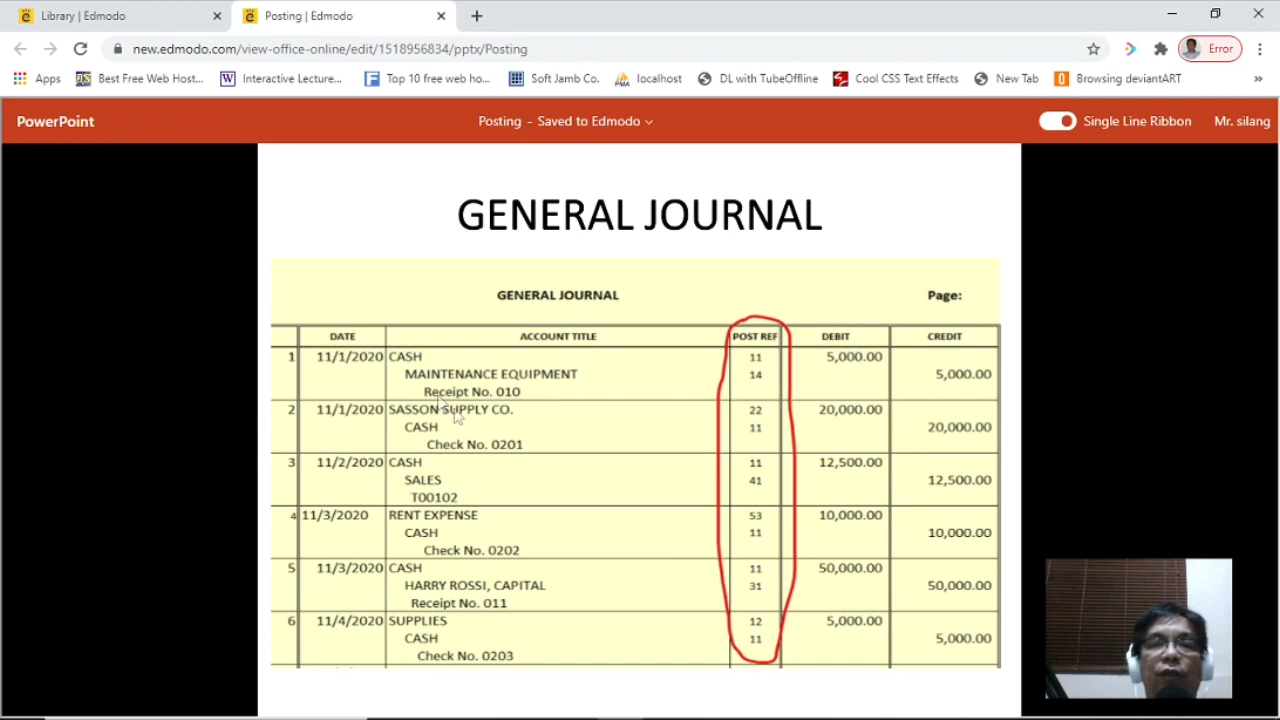 Library | Edmodo
Posting | Edmodo
new.edmodo.com/view-office-online/edit/1518956834/pptx/Posting
Error
Apps Best Free Web Host... Interactive Lecture... Top 10 free web ho... Soft Jamb Co. localhost DL with TubeOffline Cool CSS Text Effects New Tab Browsing deviantART »
PowerPoint Posting - Saved to Edmodo Single Line Ribbon Mr. silang
GENERAL JOURNAL
GENERAL JOURNAL Page:
DATE ACCOUNT TITLE POST REF DEBIT CREDIT
1 11/1/2020 CASH 11 5,000.00
MAINTENANCE EQUIPMENT 14 5,000.00
Receipt No. 010
2 11/1/2020 SASSON SUPPLY CO. 22 20,000.00
CASH 11 20,000.00
Check No. 0201
3 11/2/2020 CASH 11 12,500.00
SALES 41 12,500.00
T00102
4 11/3/2020 RENT EXPENSE 53 10,000.00
CASH 11 10,000.00
Check No. 0202
5 11/3/2020 CASH 11 50,000.00
HARRY ROSSI, CAPITAL 31 50,000.00
Receipt No. 011
6 11/4/2020 SUPPLIES 12 5,000.00
CASH 11 5,000.00
Check No. 0203